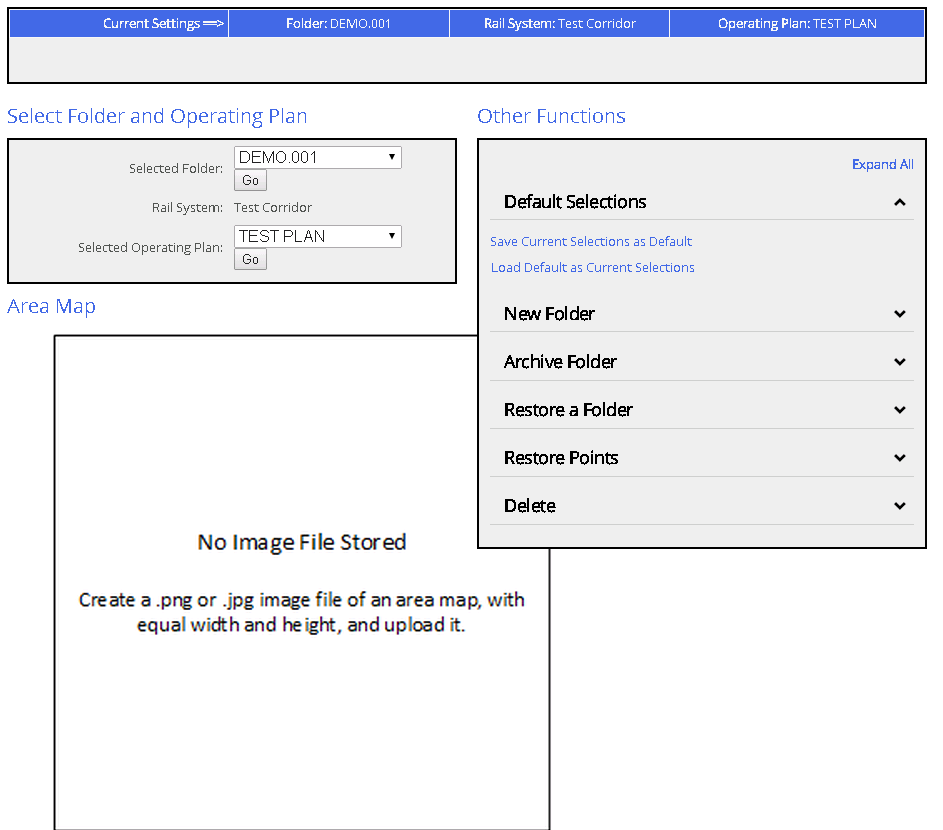 Current Settings ==> Folder: DEMO.001 Rail System: Test Corridor Operating Plan: TEST PLAN
Select Folder and Operating Plan
Selected Folder: DEMO.001
Go
Rail System: Test Corridor
Selected Operating Plan: TEST PLAN
Go
Other Functions
Expand All
Default Selections
Save Current Selections as Default
Load Default as Current Selections
New Folder
Archive Folder
Restore a Folder
Restore Points
Delete
Area Map
No Image File Stored
Create a .png or .jpg image file of an area map, with
equal width and height, and upload it.